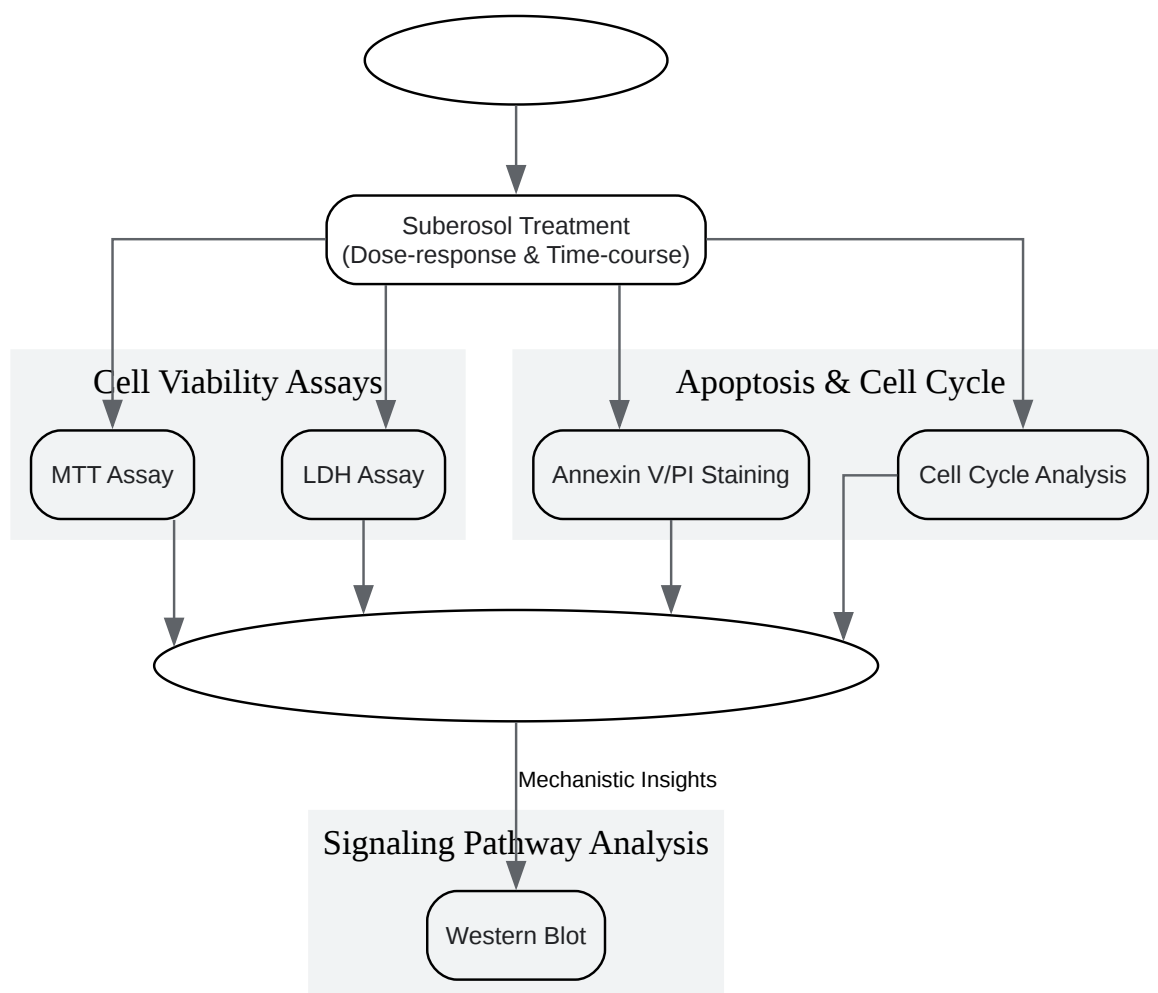 Suberosol Treatment
(Dose-response & Time-course)
Cell Viability Assays
Apoptosis & Cell Cycle
MTT Assay
LDH Assay
Annexin V/PI Staining
Cell Cycle Analysis
Mechanistic Insights
Signaling Pathway Analysis
Western Blot